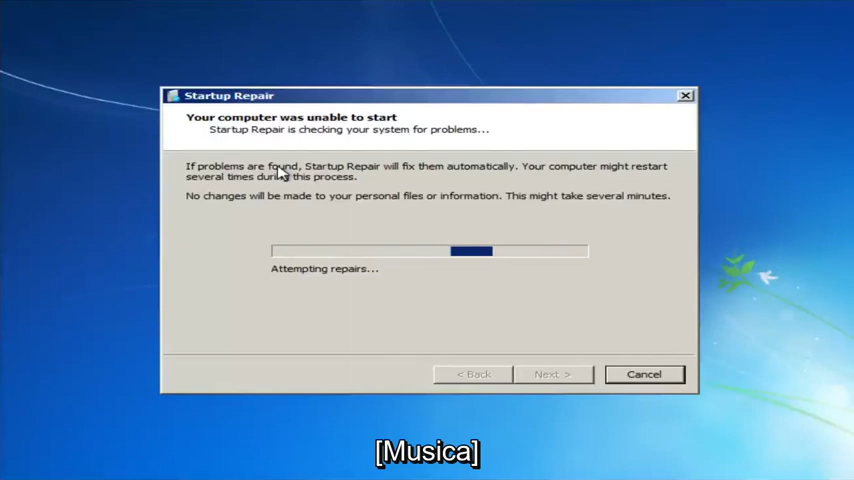 Startup Repair
Your computer was unable to start
Startup Repair is checking your system for problems...
If problems are found, Startup Repair will fix them automatically. Your computer might restart
several times during this process.
No changes will be made to your personal files or information. This might take several minutes.
Attempting repairs...
< Back
Next >
Cancel
[Musica]